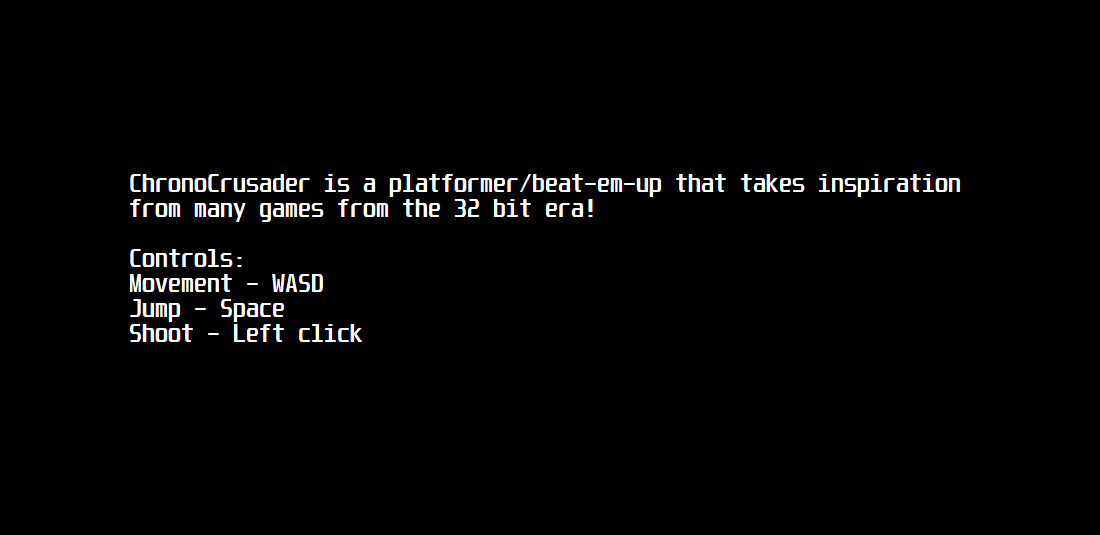 ChronoCrusader is a platformer/beat-em-up that takes inspiration
from many games from the 32 bit era!
Controls:
Movement - WASD
Jump - Space
Shoot - Left click